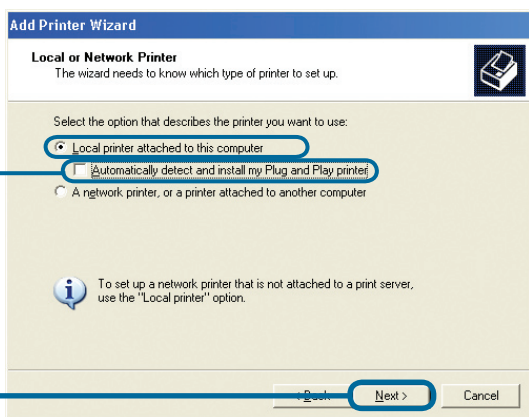 Add Printer Wizard
Local or Network Printer
The wizard needs to know which type of printer to set up.
Select the option that describes the printer you want to use:
Local printer attached to this computer
Automatically detect and install my Plug and Play printer
A network printer, or a printer attached to another computer
To set up a network printer that is not attached to a print server,
use the "Local printer" option.
< Back
Next >
Cancel